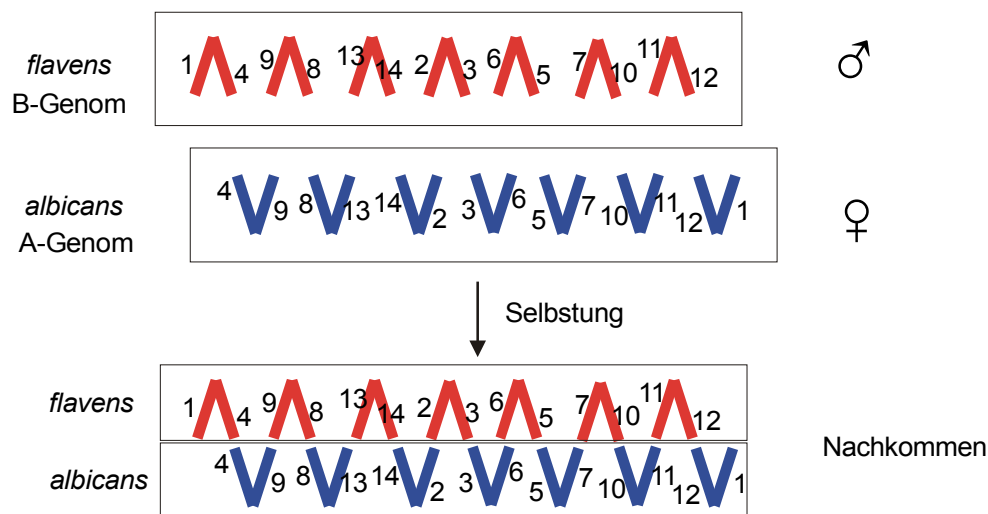 1 4 9 8 13 14 2 3 6 5 7 10 11 12 ♂
flavens
B-Genom
4 9 8 13 14 2 3 6 5 7 10 11 12 1 ♀
albicans
A-Genom
Selbstung
flavens 1 4 9 8 13 14 2 3 6 5 7 10 11 12
Nachkommen
albicans 4 9 8 13 14 2 3 6 5 7 10 11 12 1